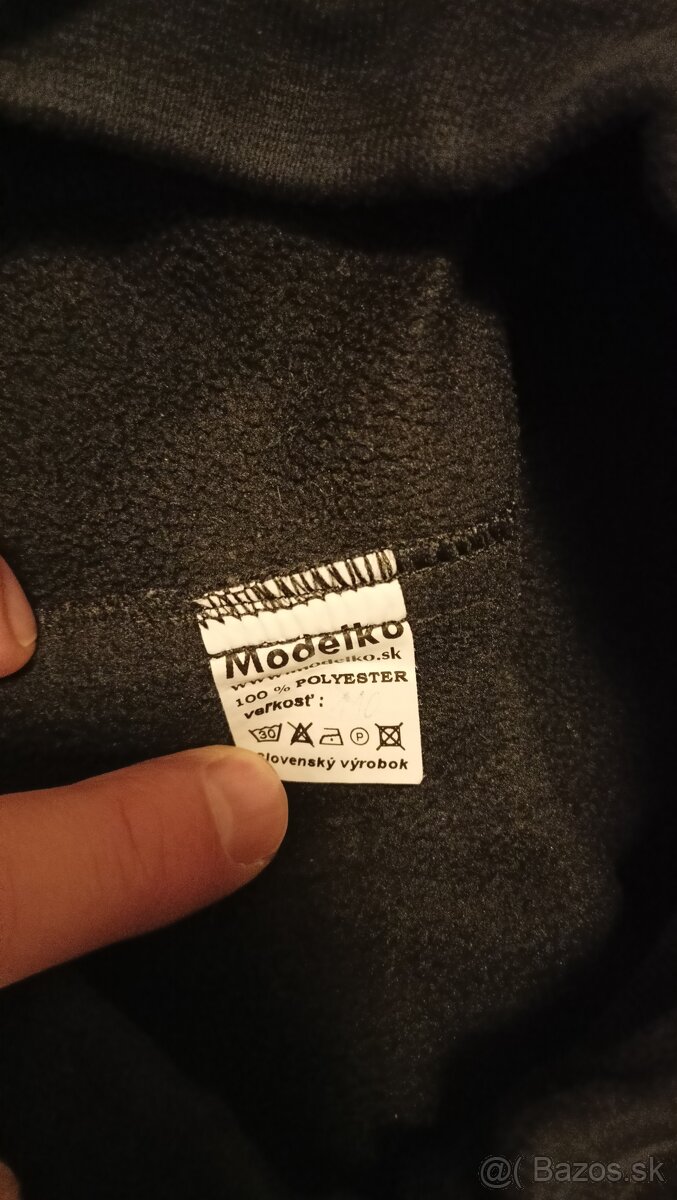 Modelko
www.modelko.sk
100 % POLYESTER
veľkosť :
30 P
Slovenský výrobok
@( Bazos.sk